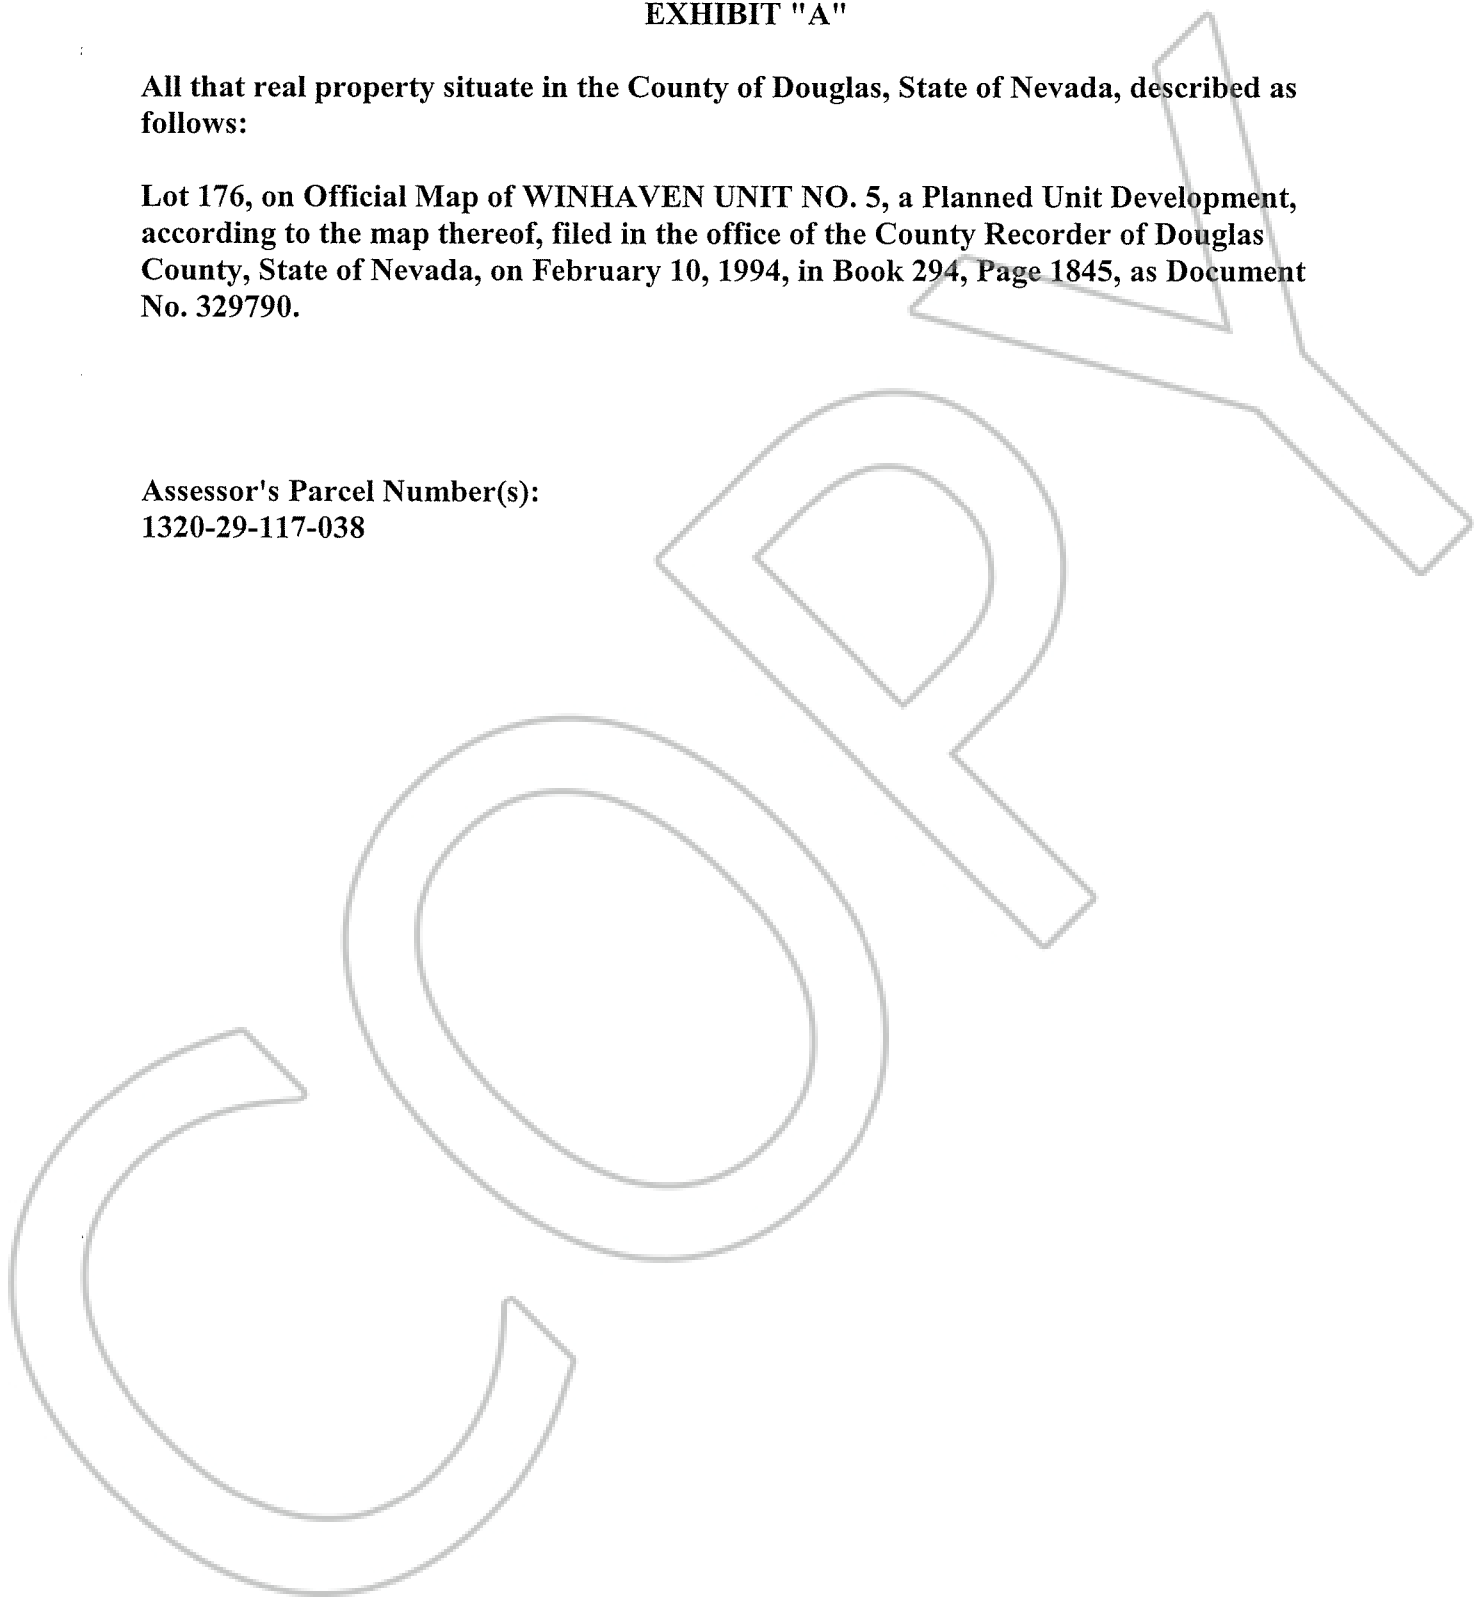 EXHIBIT "A"
All that real property situate in the County of Douglas, State of Nevada, described as
follows:
Lot 176, on Official Map of WINHAVEN UNIT NO. 5, a Planned Unit Development,
according to the map thereof, filed in the office of the County Recorder of Douglas
County, State of Nevada, on February 10, 1994, in Book 294, Page 1845, as Document
No. 329790.
Assessor's Parcel Number(s):
1320-29-117-038
COPY